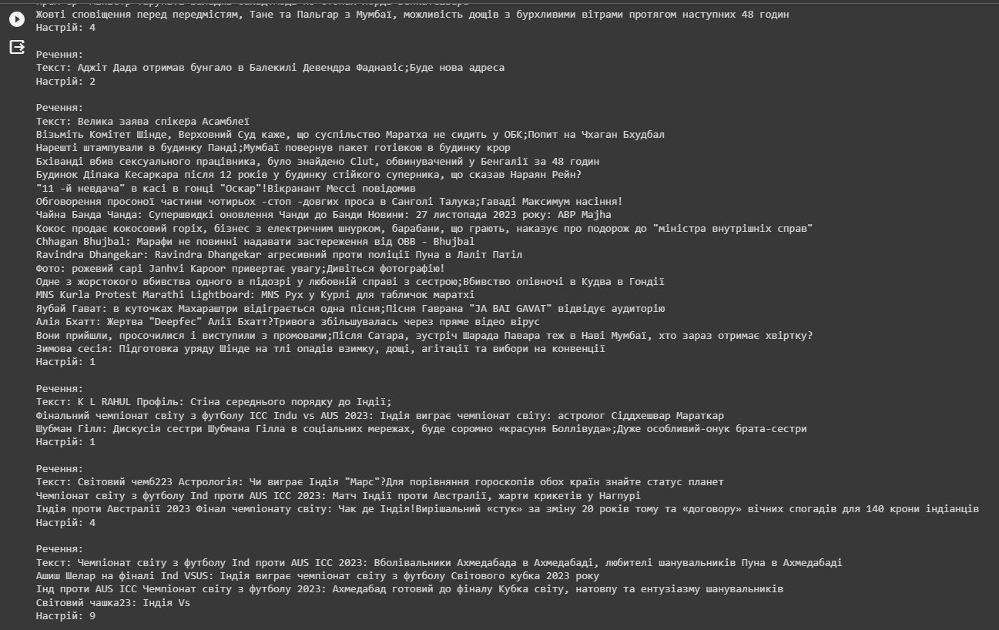 Жовті сповіщення перед передмістям, Тане та Пальгар з Мумбаї, можливість дощів з бурхливими вітрами протягом наступних 48 годин
Настрій: 4
Речення:
Текст: Аджіт Дада отримав бунгало в Балекилі Девендра Фаднавіс;Буде нова адреса
Настрій: 2
Речення:
Текст: Велика заява спікера Асамблеї
Візьміть Комітет Шінде, Верховний Суд каже, що суспільство Маратха не сидить у ОБК;Попит на Чхаган Бхудбал
Нарешті штампували в будинку Панді;Мумбаї повернув пакет готівкою в будинку крор
Бхіванді вбив сексуального працівника, було знайдено Clut, обвинувачений у Бенгалії за 48 годин
Будинок Діпака Кесаркара після 12 років у будинку стійкого суперника, що сказав Нараян Рейн?
"11 -й невдача" в касі в гонці "Оскар"!Вікранант Мессі повідомив
Обговорення просоної частини чотирьох -стоп -довгих проса в Санголі Талука;Гаваді Максимум насіння!
Чайна Банда Чанда: Супершвидкі оновлення Чанди до Банди Новини: 27 листопада 2023 року: ABP Majha
Кокос продає кокосовий горіх, бізнес з електричним шнурком, барабани, що грають, наказує про подорож до "міністра внутрішніх справ"
Chhagan Bhujbal: Марафи не повинні надавати застереження від OBB - Bhujbal
Ravindra Dhangekar: Ravindra Dhangekar агресивний проти поліції Пуна в Лаліт Патіл
Фото: рожевий сарі Janhvi Kapoor привертає увагу;Дивіться фотографію!
Одне з жорстокого вбивства одного в підозрі у любовній справі з сестрою;Вбивство опівночі в Кудва в Гондії
MNS Kurla Protest Marathi Lightboard: MNS Рух у Курлі для табличок маратхі
Яубай Гават: в куточках Махараштри відіграється одна пісня;Пісня Гаврана "JA BAI GAVAT" відвідує аудиторію
Алія Бхатт: Жертва "Deepfec" Алії Бхатт?Тривога збільшувалась через пряме відео вірус
Вони прийшли, просочилися і виступили з промовами;Після Сатара, зустріч Шарада Павара теж в Наві Мумбаї, хто зараз отримає хвіртку?
Зимова сесія: Підготовка уряду Шінде на тлі опадів взимку, дощі, агітації та вибори на конвенції
Настрій: 1
Речення:
Текст: K L RAHUL Профіль: Стіна середнього порядку до Індії;
Фінальний чемпіонат світу з футболу ICC Indu vs AUS 2023: Індія виграє чемпіонат світу: астролог Сіддхешвар Мараткар
Шубман Гілл: Дискусія сестри Шубмана Гілла в соціальних мережах, буде соромно «красуня Боллівуда»;Дуже особливий-онук брата-сестри
Настрій: 1
Речення:
Текст: Світовий чемб223 Астрологія: Чи виграє Індія "Марс"?Для порівняння гороскопів обох країн знайте статус планет
Чемпіонат світу з футболу Ind проти AUS ICC 2023: Матч Індії проти Австралії, жарти крикетів у Нагпурі
Індія проти Австралії 2023 Фінал чемпіонату світу: Чак де Індія!Вирішальний «стук» за зміну 20 років тому та «договору» вічних спогадів для 140 крони індіанців
Настрій: 4
Речення:
Текст: Чемпіонат світу з футболу Ind проти AUS ICC 2023: Вболівальники Ахмедабада в Ахмедабаді, любителі шанувальників Пуна в Ахмедабаді
Ашиш Шелар на фіналі Ind VSUS: Індія виграє чемпіонат світу з футболу Світового кубка 2023 року
Інд проти AUS ICC Чемпіонат світу з футболу 2023: Ахмедабад готовий до фіналу Кубка світу, натовпу та ентузіазму шанувальників
Світовий чашка23: Індія Vs
Настрій: 9